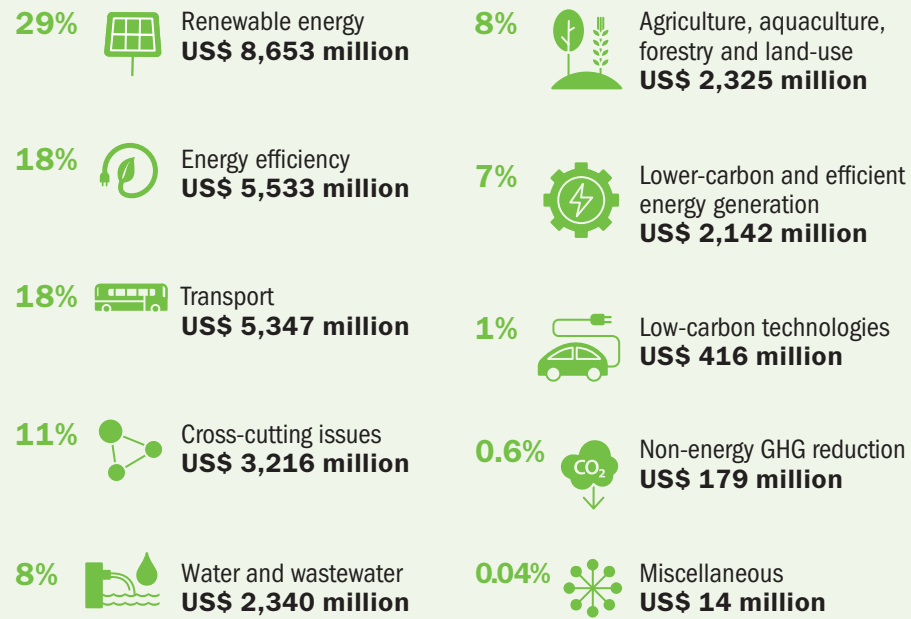 29%
Renewable energy
US$ 8,653 million
18%
Energy efficiency
US$ 5,533 million
18%
Transport
US$ 5,347 million
11%
Cross-cutting issues
US$ 3,216 million
8%
Water and wastewater
US$ 2,340 million
8%
Agriculture, aquaculture,
forestry and land-use
US$ 2,325 million
7%
Lower-carbon and efficient
energy generation
US$ 2,142 million
1%
Low-carbon technologies
US$ 416 million
0.6%
CO₂
Non-energy GHG reduction
US$ 179 million
0.04%
Miscellaneous
US$ 14 million